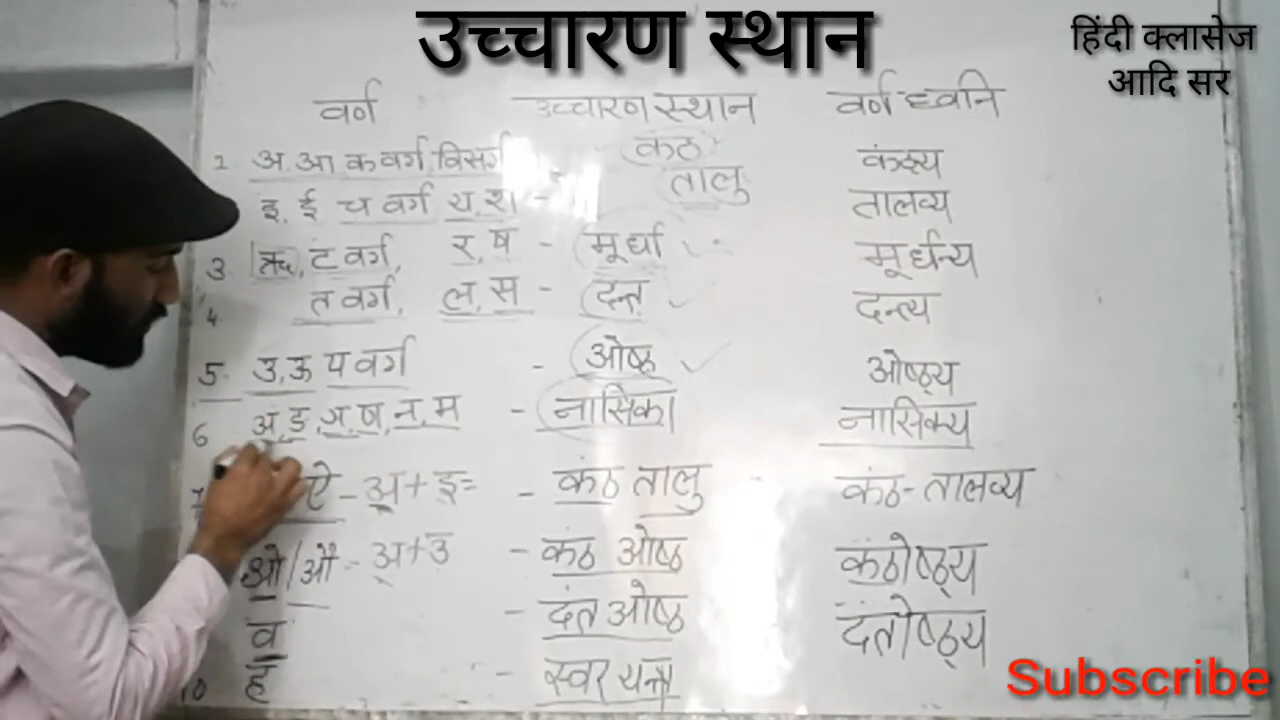 उच्चारण स्थान
हिंदी क्लासेज
आदि सर
वर्ण उच्चारण स्थान वर्ण ध्वनि
1 अ,आ क वर्ग, विसर्ग - कंठ कंठ्य
इ, ई च वर्ग य, श - तालु तालव्य
3 ऋ, ट वर्ग, र, ष - मूर्धा मूर्धन्य
4. त वर्ग, ल, स - दन्त दन्त्य
5. उ,ऊ प वर्ग - ओष्ठ ओष्ठ्य
6 अ, ङ, ञ, ण, न, म - नासिका नासिक्य
7 ऐ - अ + इ = - कंठ तालु - कंठ-तालव्य
ओ/औ - अ+उ - कंठ ओष्ठ कंठोष्ठ्य
व - दंत ओष्ठ दंतोष्ठ्य
10 ह - स्वर यन्त्र
Subscribe